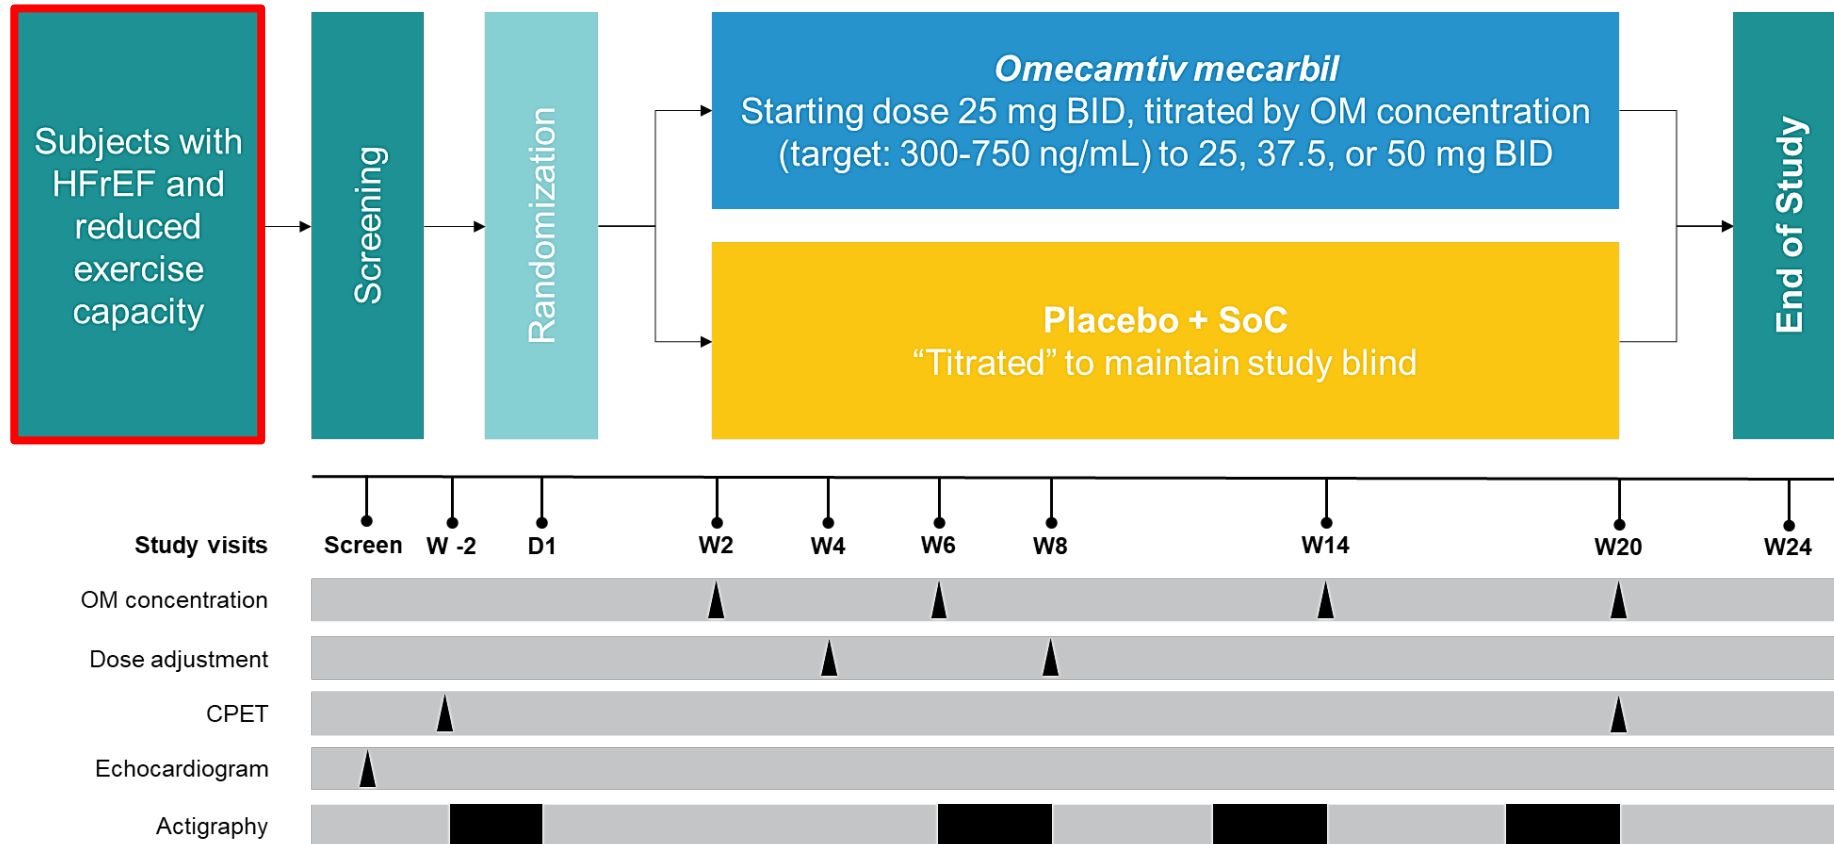 Subjects with
HFrEF and
reduced
exercise
capacity
Screening
Randomization
Omecamtiv mecarbil
Starting dose 25 mg BID, titrated by OM concentration
(target: 300-750 ng/mL) to 25, 37.5, or 50 mg BID
Placebo + SoC
“Titrated” to maintain study blind
End of Study
Study visits Screen W -2 D1 W2 W4 W6 W8 W14 W20 W24
OM concentration
Dose adjustment
CPET
Echocardiogram
Actigraphy